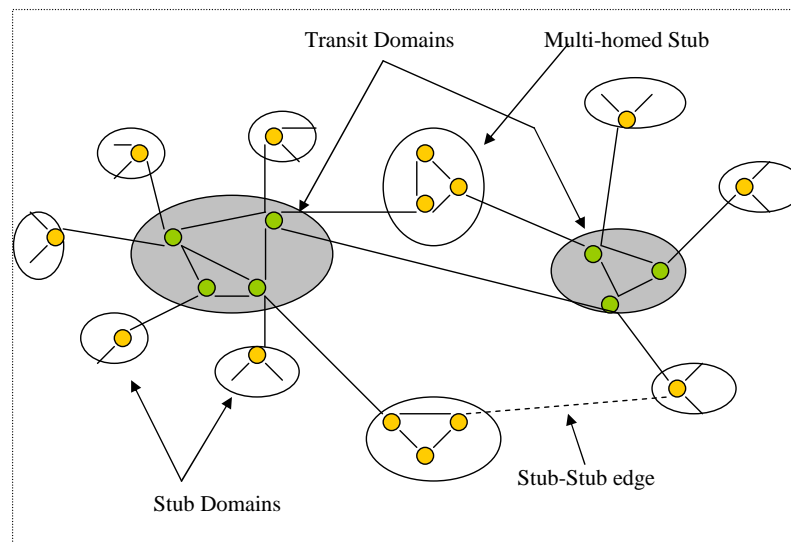 Transit Domains
Multi-homed Stub
Stub-Stub edge
Stub Domains